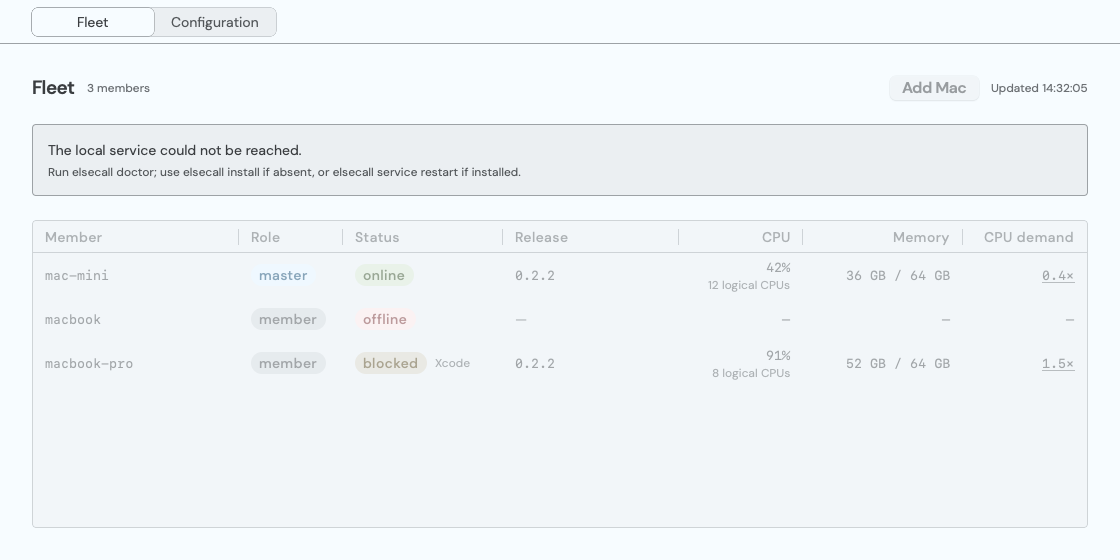 Fleet Configuration
Fleet 3 members Add Mac Updated 14:32:05
The local service could not be reached.
Run elsecall doctor; use elsecall install if absent, or elsecall service restart if installed.
Member Role Status Release CPU Memory CPU demand
mac-mini master online 0.2.2 42% 36 GB / 64 GB 0.4×
12 logical CPUs
macbook member offline — — — —
macbook-pro member blocked Xcode 0.2.2 91% 52 GB / 64 GB 1.5×
8 logical CPUs